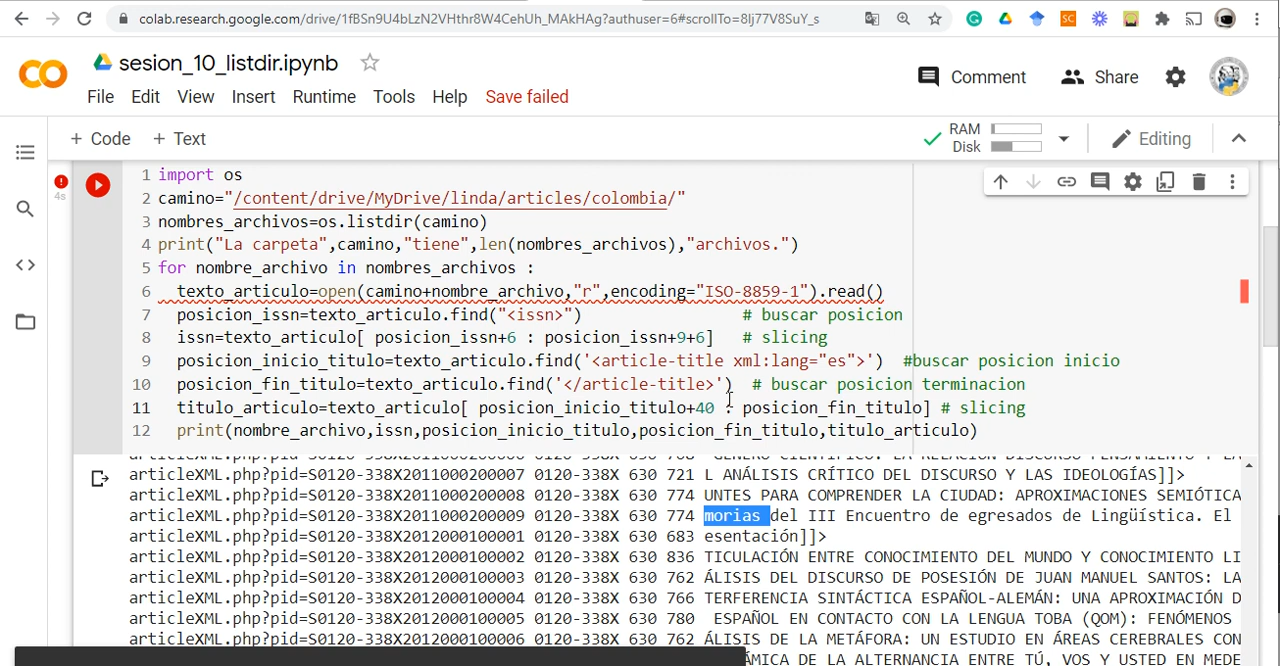 colab.research.google.com/drive/1fBSn9U4bLzN2VHthr8W4CehUh_MAkHAg?authuser=6#scrollTo=8Ij77V8SuY_s
sesion_10_listdir.ipynb
Comment Share
File Edit View Insert Runtime Tools Help Save failed
+ Code + Text
RAM
Disk
Editing
4s
1 import os
2 camino="/content/drive/MyDrive/linda/articles/colombia/"
3 nombres_archivos=os.listdir(camino)
4 print("La carpeta",camino,"tiene",len(nombres_archivos),"archivos.")
5 for nombre_archivo in nombres_archivos :
6 texto_articulo=open(camino+nombre_archivo,"r",encoding="ISO-8859-1").read()
7 posicion_issn=texto_articulo.find("<issn>") # buscar posicion
8 issn=texto_articulo[ posicion_issn+6 : posicion_issn+9+6] # slicing
9 posicion_inicio_titulo=texto_articulo.find('<article-title xml:lang="es">') #buscar posicion inicio
10 posicion_fin_titulo=texto_articulo.find('</article-title>') # buscar posicion terminacion
11 titulo_articulo=texto_articulo[ posicion_inicio_titulo+40 : posicion_fin_titulo] # slicing
12 print(nombre_archivo,issn,posicion_inicio_titulo,posicion_fin_titulo,titulo_articulo)
articleXML.php?pid=S0120-338X2011000200007 0120-338X 630 721 L ANÁLISIS CRÍTICO DEL DISCURSO Y LAS IDEOLOGÍAS]]>
articleXML.php?pid=S0120-338X2011000200008 0120-338X 630 774 UNTES PARA COMPRENDER LA CIUDAD: APROXIMACIONES SEMIÓTICA
articleXML.php?pid=S0120-338X2011000200009 0120-338X 630 774 morias del III Encuentro de egresados de Lingüística. El
articleXML.php?pid=S0120-338X2012000100001 0120-338X 630 683 esentación]]>
articleXML.php?pid=S0120-338X2012000100002 0120-338X 630 836 TICULACIÓN ENTRE CONOCIMIENTO DEL MUNDO Y CONOCIMIENTO LI
articleXML.php?pid=S0120-338X2012000100003 0120-338X 630 762 ÁLISIS DEL DISCURSO DE POSESIÓN DE JUAN MANUEL SANTOS: LA
articleXML.php?pid=S0120-338X2012000100004 0120-338X 630 766 TERFERENCIA SINTÁCTICA ESPAÑOL-ALEMÁN: UNA APROXIMACIÓN D
articleXML.php?pid=S0120-338X2012000100005 0120-338X 630 780 ESPAÑOL EN CONTACTO CON LA LENGUA TOBA (QOM): FENÓMENOS
articleXML.php?pid=S0120-338X2012000100006 0120-338X 630 762 ÁLISIS DE LA METÁFORA: UN ESTUDIO EN ÁREAS CEREBRALES CON
ÁMICA DE LA ALTERNANCIA ENTRE TÚ, VOS Y USTED EN MEDE